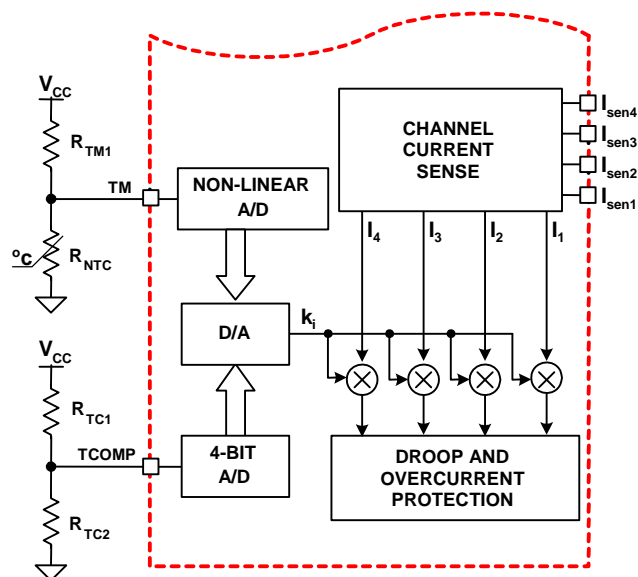 VCC
RTM1
TM
oc
RNTC
NON-LINEAR
A/D
CHANNEL
CURRENT
SENSE
Isen4
Isen3
Isen2
Isen1
I4
I3
I2
I1
D/A
ki
VCC
RTC1
TCOMP
RTC2
4-BIT
A/D
DROOP AND
OVERCURRENT
PROTECTION